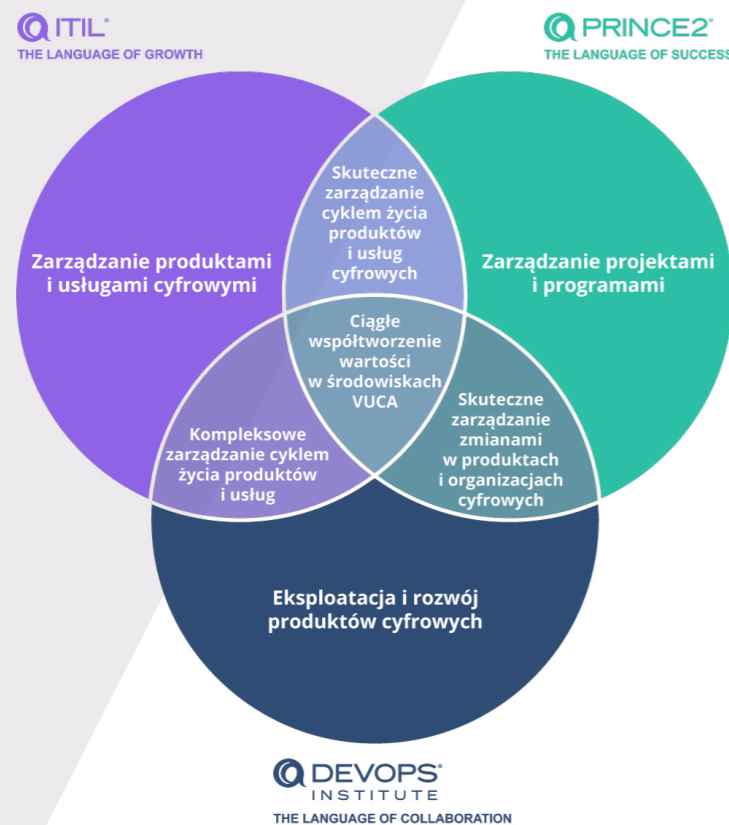 ITIL®
THE LANGUAGE OF GROWTH
PRINCE2®
THE LANGUAGE OF SUCCESS
Skuteczne
zarządzanie
cyklem życia
produktów
i usług
cyfrowych
Zarządzanie produktami
i usługami cyfrowymi
Zarządzanie projektami
i programami
Ciągłe
współtworzenie
wartości
w środowiskach
VUCA
Kompleksowe
zarządzanie cyklem
życia produktów
i usług
Skuteczne
zarządzanie
zmianami
w produktach
i organizacjach
cyfrowych
Eksploatacja i rozwój
produktów cyfrowych
DEVOPS®
INSTITUTE
THE LANGUAGE OF COLLABORATION